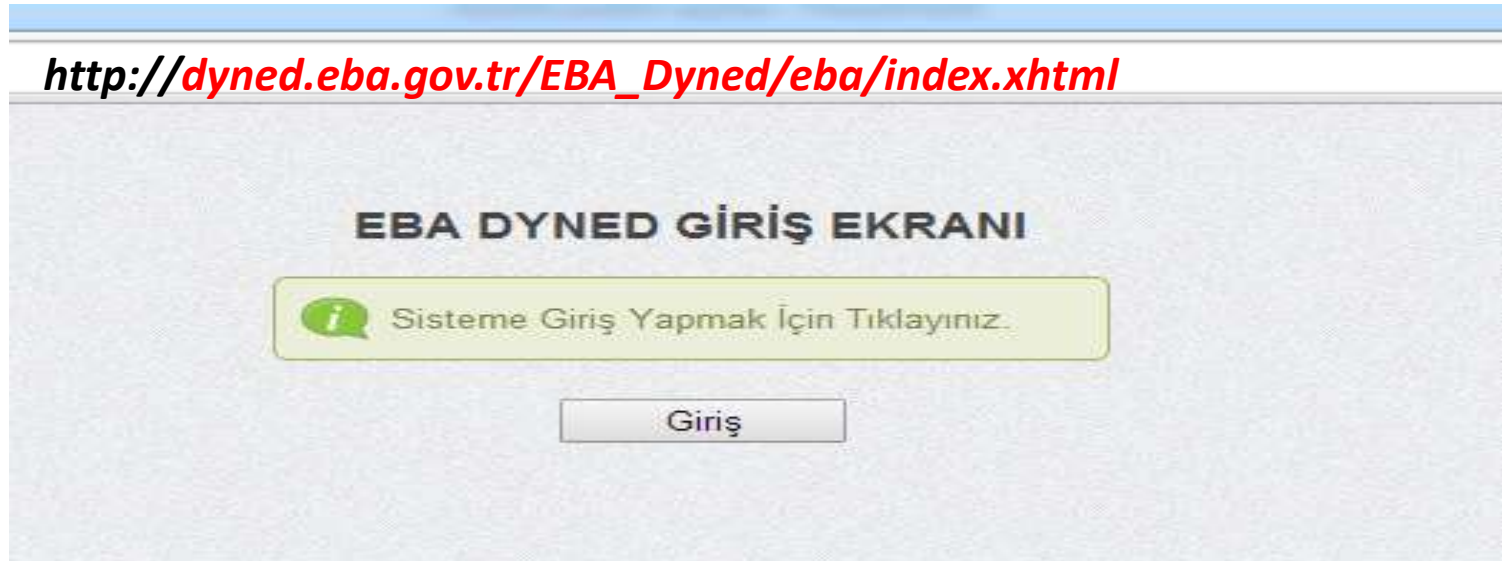 http://dyned.eba.gov.tr/EBA_Dyned/eba/index.xhtml
EBA DYNED GİRİŞ EKRANI
Sisteme Giriş Yapmak İçin Tıklayınız.
Giriş